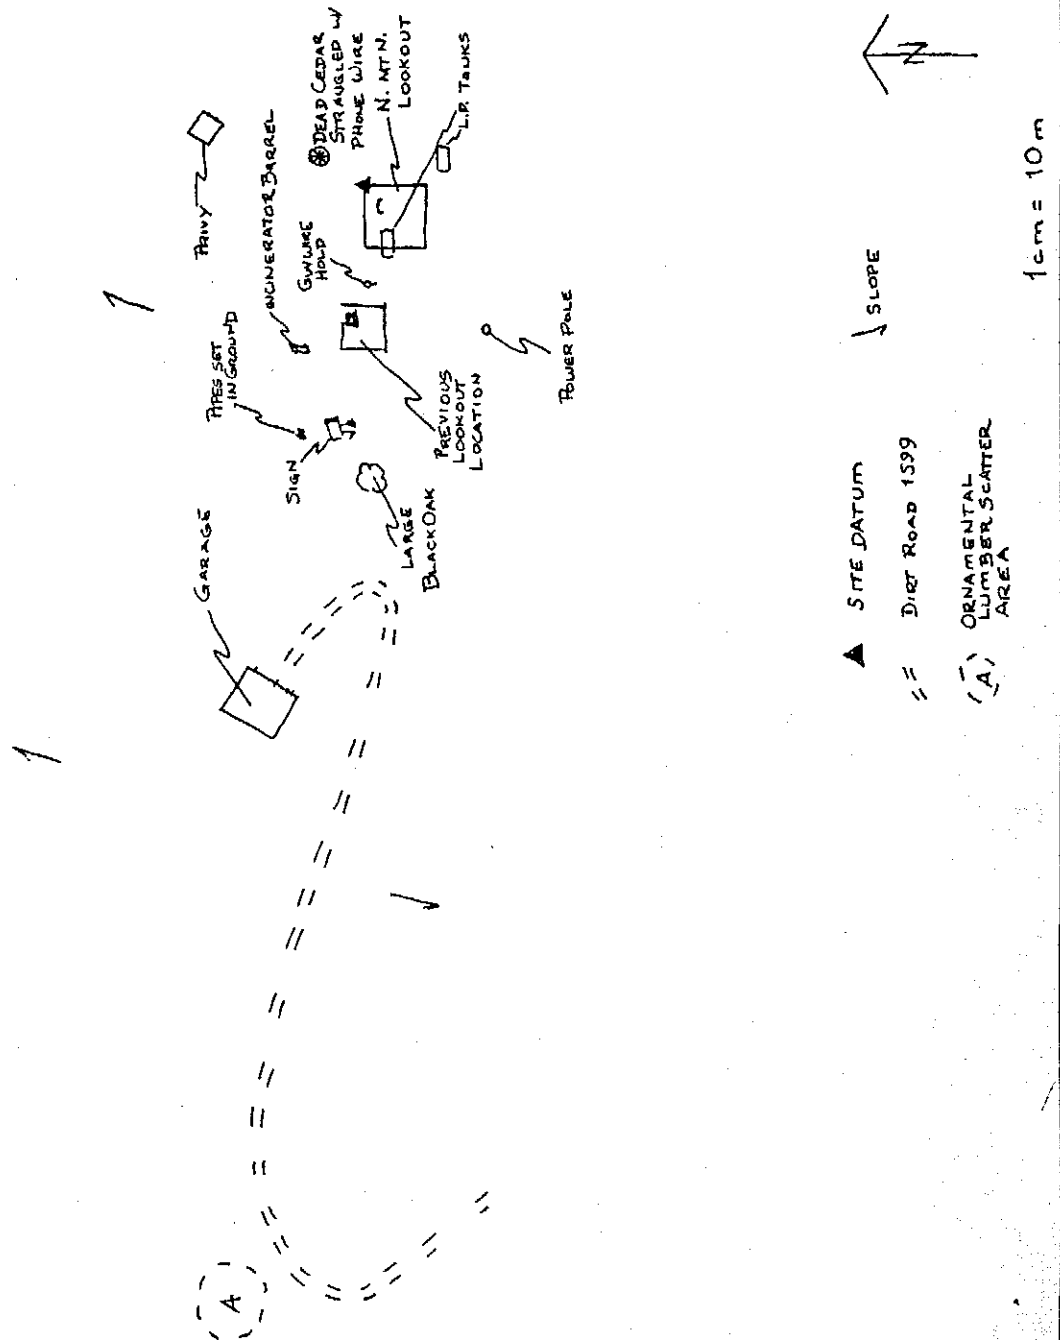 PRIVY
INCINERATOR BARREL
⊛ DEAD CEDAR
STRANGLED W/
PHONE WIRE
N. MTN.
LOOKOUT
L.P. TANKS
GUYWIRE
HOLD
PIPES SET
IN GROUND
SIGN
PREVIOUS
LOOKOUT
LOCATION
POWER POLE
LARGE
BLACK OAK
GARAGE
A
N
SLOPE
▲ SITE DATUM
== DIRT ROAD 1S99
(A) ORNAMENTAL
LUMBER SCATTER
AREA
1cm = 10 m